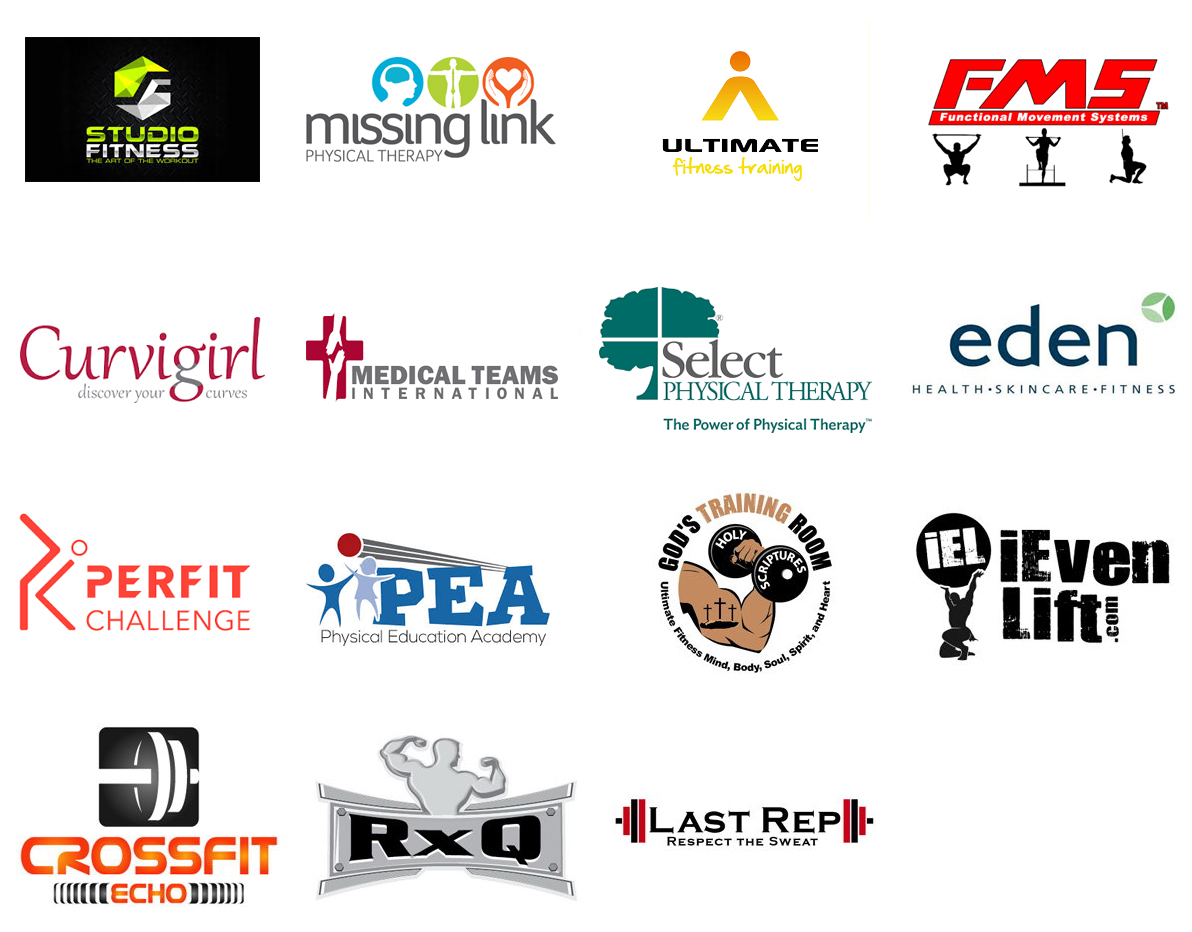 STUDIO
FITNESS
THE ART OF THE WORKOUT
missing link
PHYSICAL THERAPY
ULTIMATE
fitness training
FMS™
Functional Movement Systems
Curvigirl
discover your curves
MEDICAL TEAMS
INTERNATIONAL
®
Select
PHYSICAL THERAPY
The Power of Physical Therapy™
eden
HEALTH•SKINCARE•FITNESS
PERFIT
CHALLENGE
PEA
Physical Education Academy
GOD'S TRAINING ROOM
HOLY
SCRIPTURES
Ultimate Fitness Mind, Body, Soul, Spirit, and Heart
iEL
iEven
Lift.com
CROSSFIT
ECHO
RxQ
LAST REP
RESPECT THE SWEAT